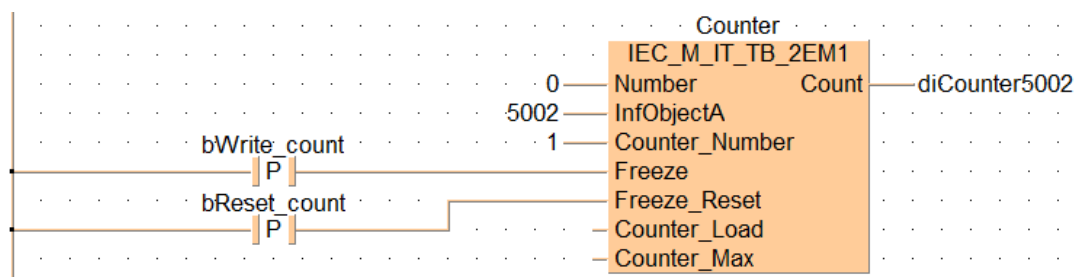 Counter
IEC_M_IT_TB_2EM1
0 Number Count diCounter5002
5002 InfObjectA
1 Counter_Number
bWrite_count
P Freeze
bReset_count Freeze_Reset
P Counter_Load
Counter_Max